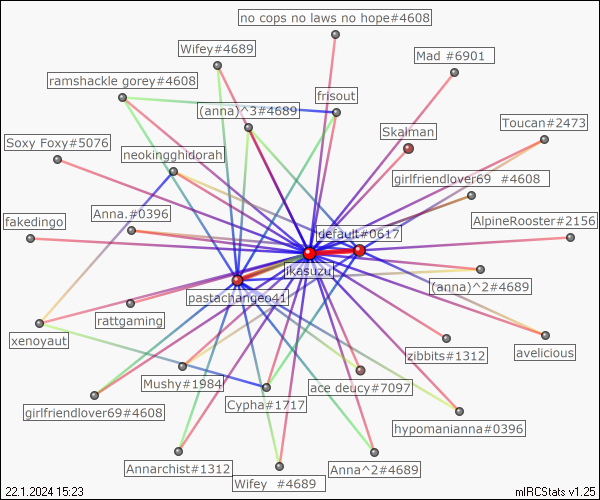 no cops no laws no hope#4608
Wifey#4689
Mad #6901
ramshackle gorey#4608
frisout
(anna)^3#4689
Toucan#2473
Skalman
Soxy Foxy#5076
neokingghidorah
girlfriendlover69  #4608
Anna.#0396
fakedingo
AlpineRooster#2156
default#0617
ikasuzu
(anna)^2#4689
pastachangeo41
rattgaming
xenoyaut
zibbits#1312
avelicious
Mushy#1984
ace deucy#7097
Cypha#1717
girlfriendlover69#4608
hypomanianna#0396
Annarchist#1312
Anna^2#4689
Wifey  #4689
22.1.2024 15:23
mIRCStats v1.25